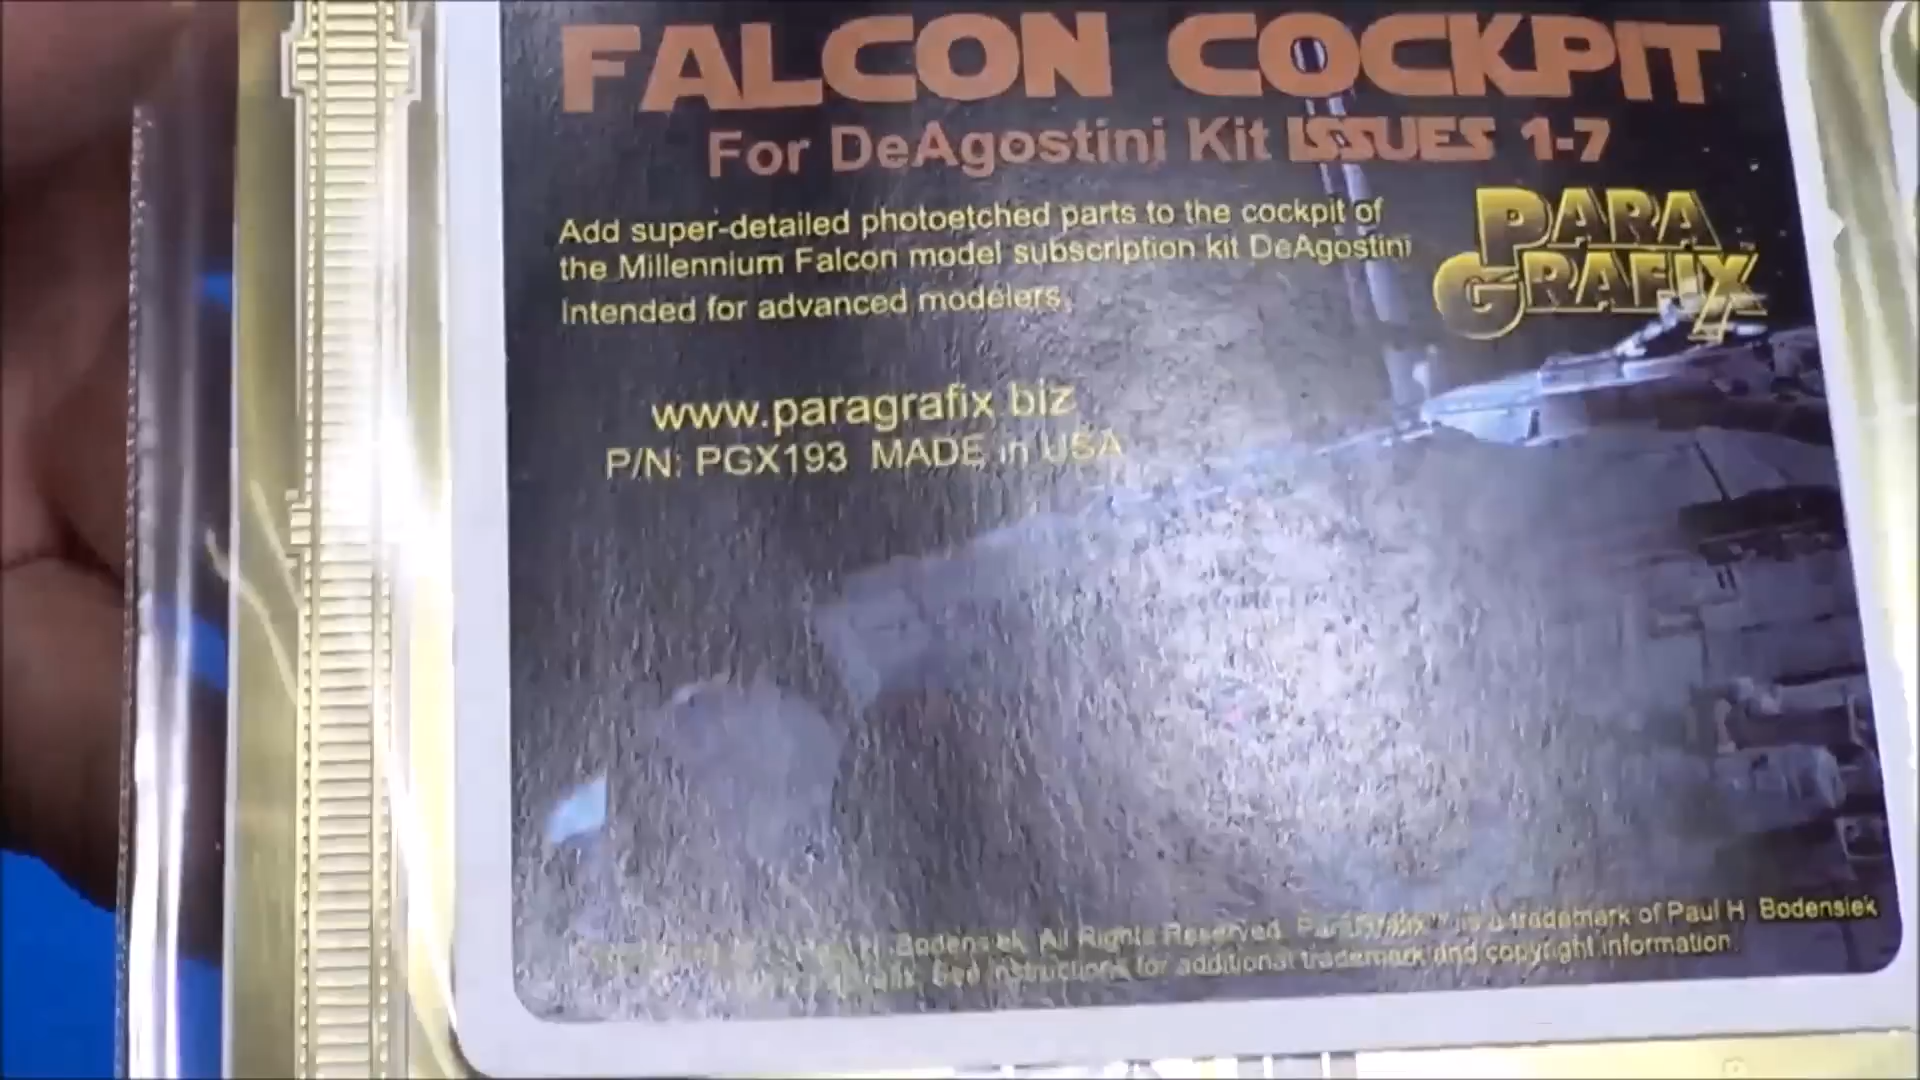 FALCON COCKPIT
For DeAgostini Kit ISSUES 1-7
Add super-detailed photoetched parts to the cockpit of
the Millennium Falcon model subscription kit DeAgostini
Intended for advanced modelers.
PARA
GRAFIX
www.paragrafix.biz
P/N: PGX193 MADE in USA
H. Bodensiek All Rights Reserved. ParaGrafix™ is a trademark of Paul H Bodensiek
See instructions for additional trademark and copyright information.